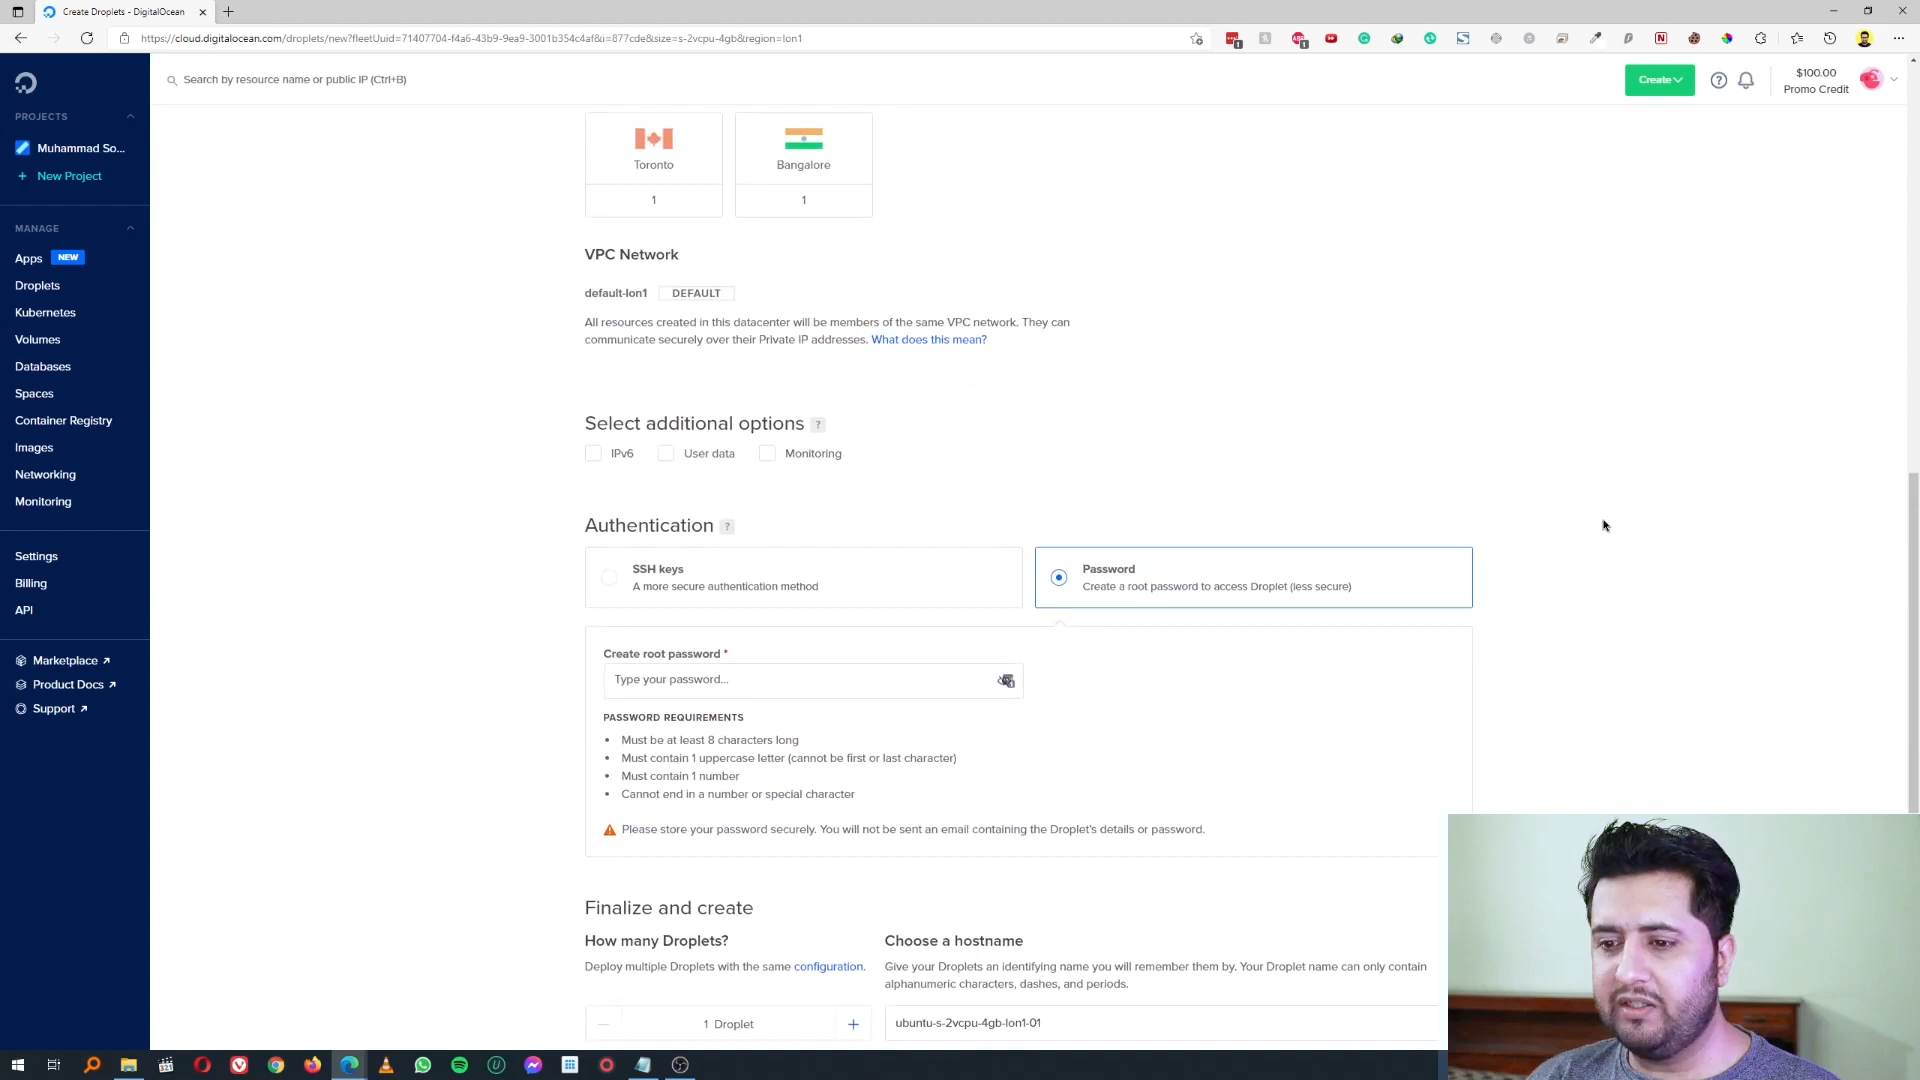 Create Droplets - DigitalOcean
https://cloud.digitalocean.com/droplets/new?fleetUuid=71407704-f4a6-43b9-9ea9-3001b354c4af&i=877cde&size=s-2vcpu-4gb&region=lon1
Search by resource name or public IP (Ctrl+B)
Create
$100.00
Promo Credit
PROJECTS
Muhammad So...
+ New Project
MANAGE
Apps NEW
Droplets
Kubernetes
Volumes
Databases
Spaces
Container Registry
Images
Networking
Monitoring
Settings
Billing
API
Marketplace
Product Docs
Support
Toronto
1
Bangalore
1
VPC Network
default-lon1 DEFAULT
All resources created in this datacenter will be members of the same VPC network. They can
communicate securely over their Private IP addresses. What does this mean?
Select additional options ?
IPv6 User data Monitoring
Authentication ?
SSH keys
A more secure authentication method
Password
Create a root password to access Droplet (less secure)
Create root password *
Type your password...
PASSWORD REQUIREMENTS
• Must be at least 8 characters long
• Must contain 1 uppercase letter (cannot be first or last character)
• Must contain 1 number
• Cannot end in a number or special character
Please store your password securely. You will not be sent an email containing the Droplet's details or password.
Finalize and create
How many Droplets?
Deploy multiple Droplets with the same configuration.
1 Droplet
Choose a hostname
Give your Droplets an identifying name you will remember them by. Your Droplet name can only contain
alphanumeric characters, dashes, and periods.
ubuntu-s-2vcpu-4gb-lon1-01